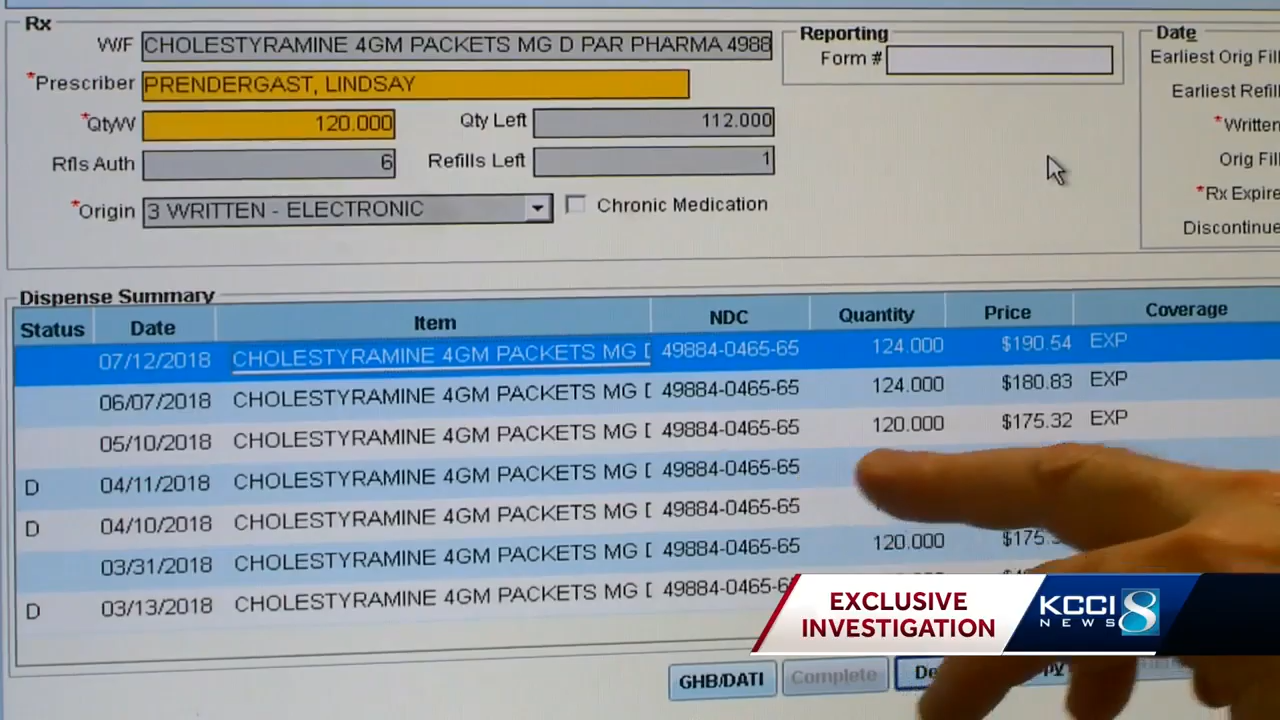 Rx
W/F CHOLESTYRAMINE 4GM PACKETS MG D PAR PHARMA 4988
*Prescriber PRENDERGAST, LINDSAY
*QtyW 120.000 Qty Left 112.000
Rfls Auth 6 Refills Left 1
*Origin 3 WRITTEN - ELECTRONIC Chronic Medication
Reporting
Form #
Date
Earliest Orig Fill
Earliest Refill
*Written
Orig Fill
*Rx Expire
Discontinue
Dispense Summary
Status Date Item NDC Quantity Price Coverage
07/12/2018 CHOLESTYRAMINE 4GM PACKETS MG D 49884-0465-65 124.000 $190.54 EXP
06/07/2018 CHOLESTYRAMINE 4GM PACKETS MG D 49884-0465-65 124.000 $180.83 EXP
05/10/2018 CHOLESTYRAMINE 4GM PACKETS MG D 49884-0465-65 120.000 $175.32 EXP
D 04/11/2018 CHOLESTYRAMINE 4GM PACKETS MG D 49884-0465-65
D 04/10/2018 CHOLESTYRAMINE 4GM PACKETS MG D 49884-0465-65
03/31/2018 CHOLESTYRAMINE 4GM PACKETS MG D 49884-0465-65 120.000 $175.
D 03/13/2018 CHOLESTYRAMINE 4GM PACKETS MG D 49884-0465-65
GHB/DATI Complete De py
EXCLUSIVE
INVESTIGATION
KCCI 8
NEWS